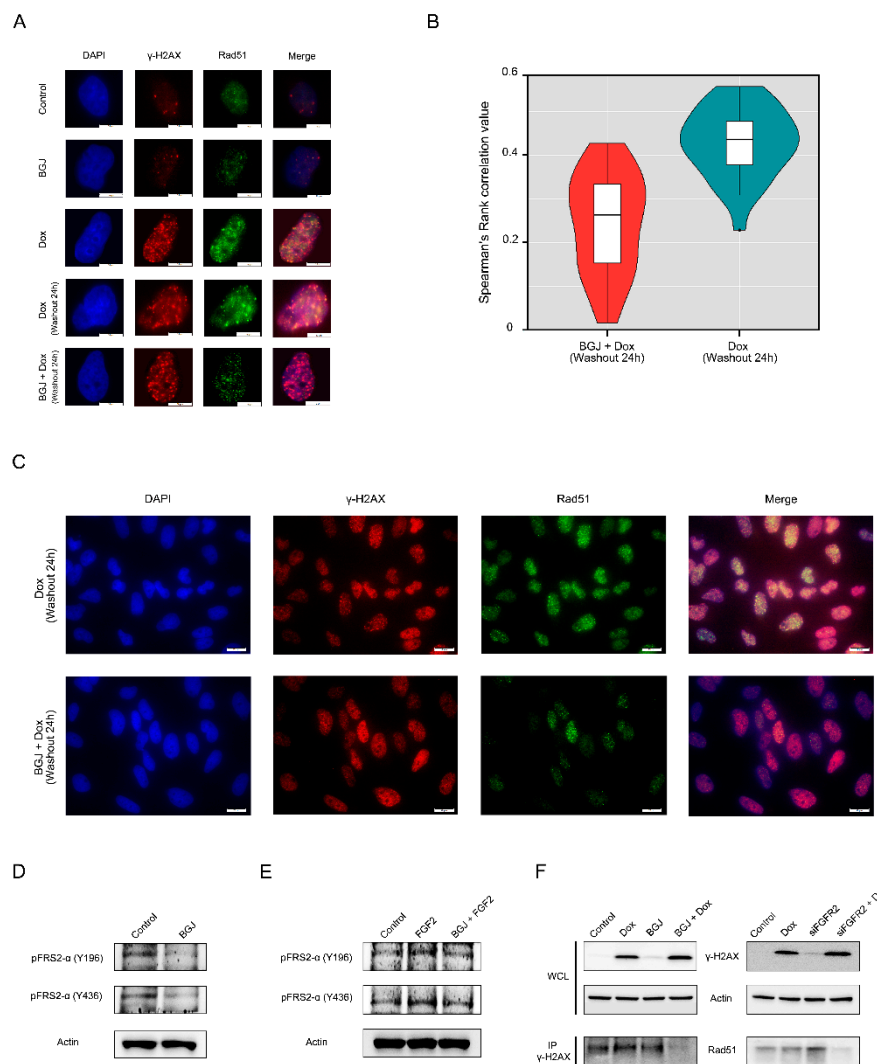 A
DAPI γ-H2AX Rad51 Merge
Control
BGJ
Dox
Dox
(Washout 24h)
BGJ + Dox
(Washout 24h)
B
Spearman's Rank correlation value
0.6
0.4
0.2
0
BGJ + Dox
(Washout 24h)
Dox
(Washout 24h)
C
DAPI γ-H2AX Rad51 Merge
Dox
(Washout 24h)
BGJ + Dox
(Washout 24h)
D
Control BGJ
pFRS2-α (Y196)
pFRS2-α (Y436)
Actin
E
Control FGF2 BGJ + FGF2
pFRS2-α (Y196)
pFRS2-α (Y436)
Actin
F
Control Dox BGJ BGJ + Dox
Control Dox siFGFR2 siFGFR2 + D
WCL
γ-H2AX
Actin
IP
γ-H2AX
Rad51